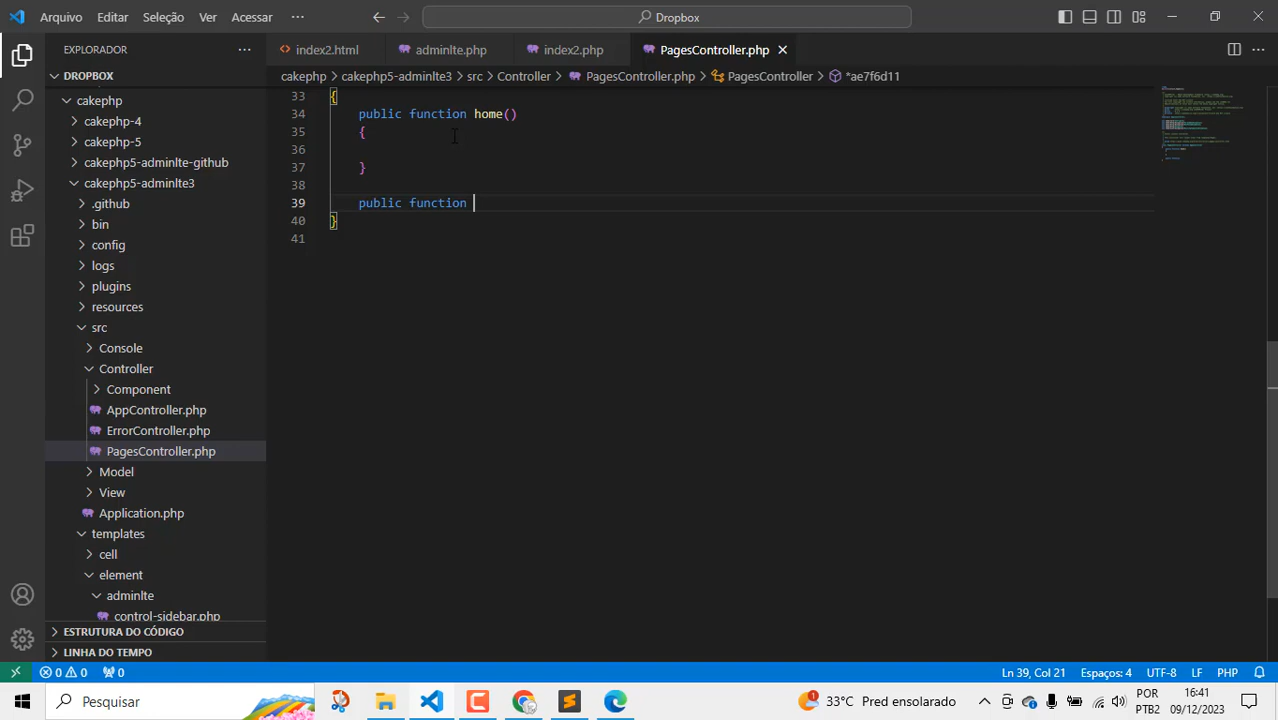 Arquivo Editar Seleção Ver Acessar ··· Dropbox
EXPLORADOR ···
index2.html adminlte.php index2.php PagesController.php
DROPBOX
cakephp > cakephp5-adminlte3 > src > Controller > PagesController.php > PagesController > *ae7f6d11
cakephp
cakephp-4
cakephp-5
cakephp5-adminlte-github
cakephp5-adminlte3
.github
bin
config
logs
plugins
resources
src
Console
Controller
Component
AppController.php
ErrorController.php
PagesController.php
Model
View
Application.php
templates
cell
element
adminlte
control-sidebar.php
ESTRUTURA DO CÓDIGO
LINHA DO TEMPO
33 {
34 public function home()
35 {
36
37 }
38
39 public function
40 }
41
0 0 0 Ln 39, Col 21 Espaços: 4 UTF-8 LF PHP
Pesquisar 1 33°C Pred ensolarado POR 16:41
PTB2 09/12/2023